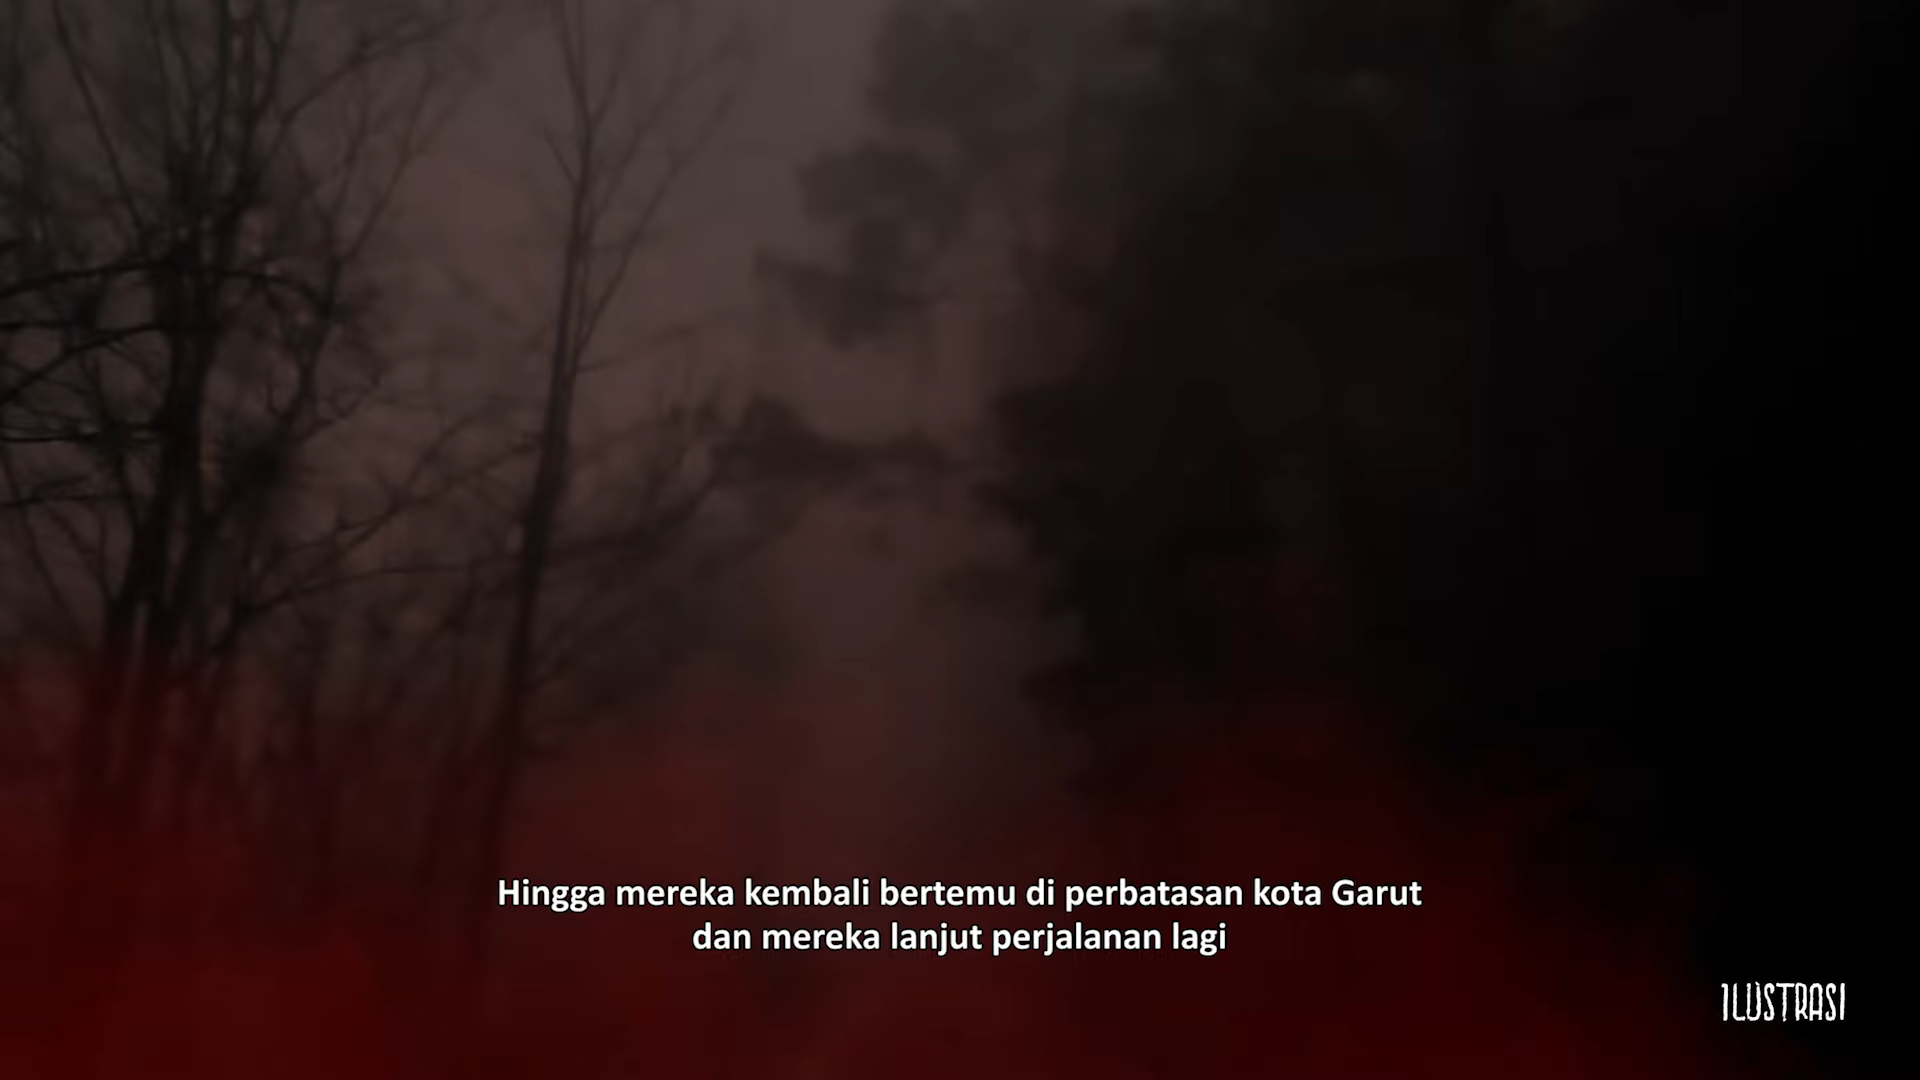 Hingga mereka kembali bertemu di perbatasan kota Garut
dan mereka lanjut perjalanan lagi
ILUSTRASI